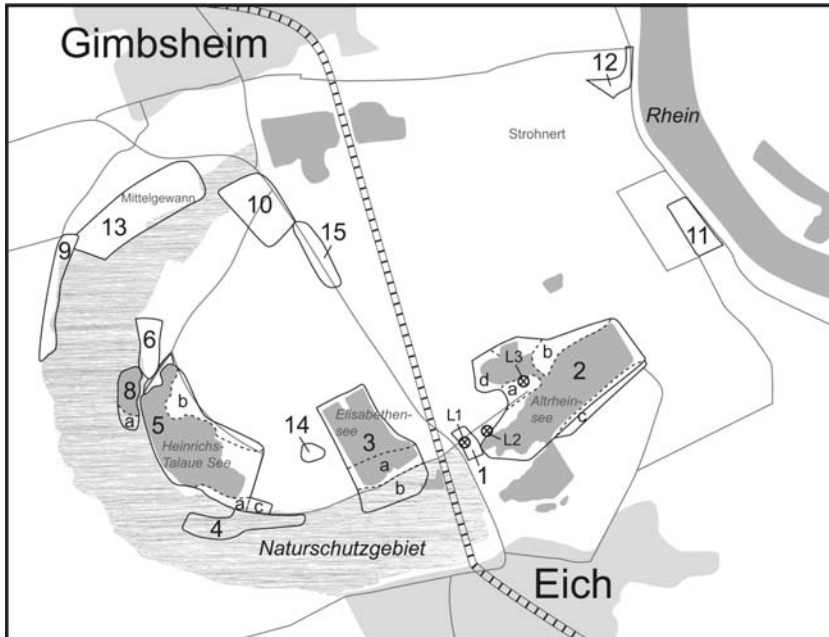 Gimbsheim
12
Rhein
Strohnert
Mittelgewann
13
10
15
11
9
6
8
a
5
b
Heinrichs-
Talaue See
a
c
4
14
Elisabethen-
see
3
a
b
L1
1
L2
L3
d
a
b
2
Altrhein-
see
c
Naturschutzgebiet
Eich